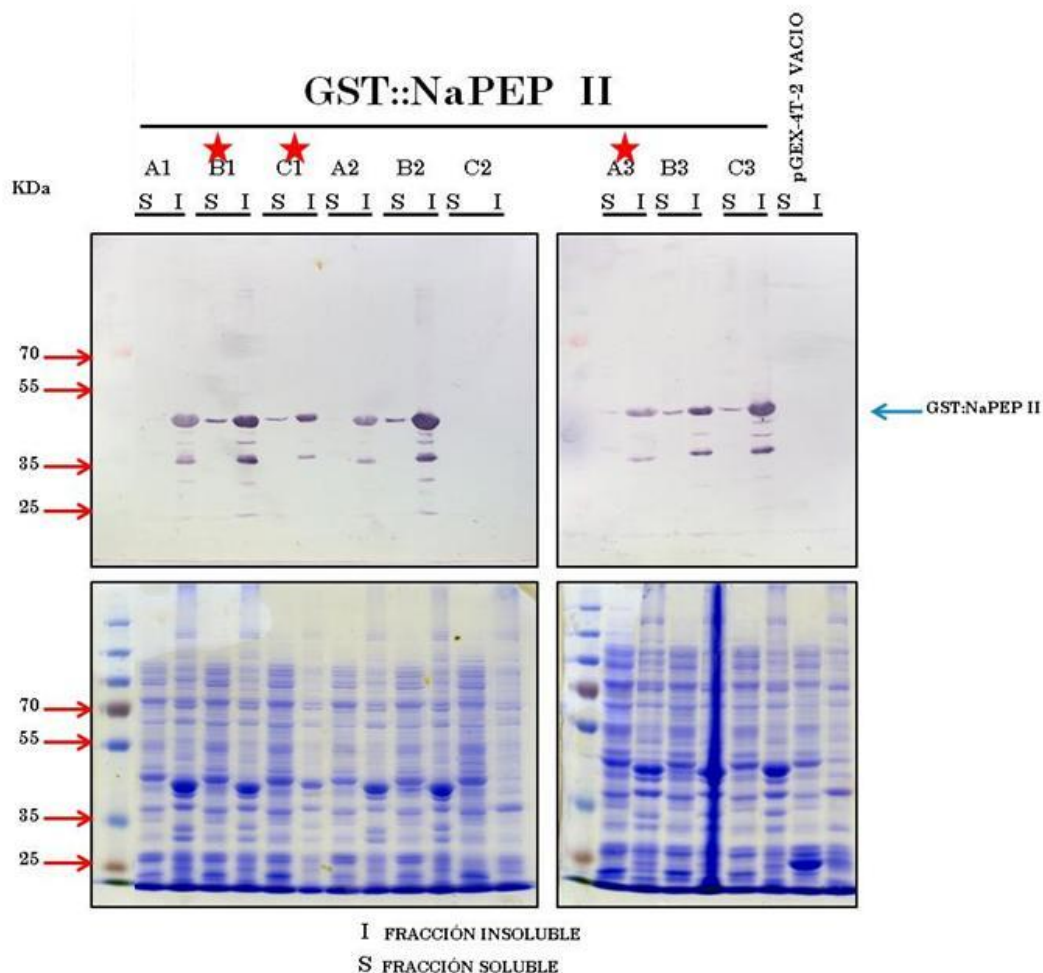 GST::NaPEP II
pGEX-4T-2 VACIO
A1 B1 C1 A2 B2 C2 A3 B3 C3
KDa
S I S I S I S I S I S I S I S I S I S I
70
55
GST:NaPEP II
35
25
70
55
35
25
I FRACCIÓN INSOLUBLE
S FRACCIÓN SOLUBLE